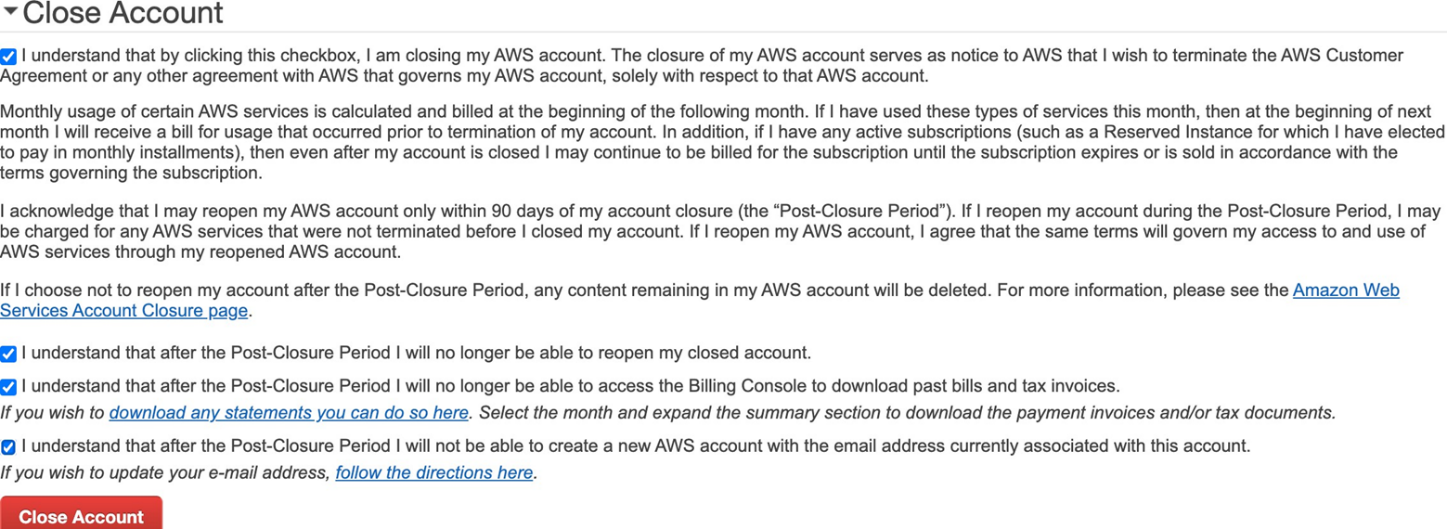 Close Account
I understand that by clicking this checkbox, I am closing my AWS account. The closure of my AWS account serves as notice to AWS that I wish to terminate the AWS Customer
Agreement or any other agreement with AWS that governs my AWS account, solely with respect to that AWS account.
Monthly usage of certain AWS services is calculated and billed at the beginning of the following month. If I have used these types of services this month, then at the beginning of next
month I will receive a bill for usage that occurred prior to termination of my account. In addition, if I have any active subscriptions (such as a Reserved Instance for which I have elected
to pay in monthly installments), then even after my account is closed I may continue to be billed for the subscription until the subscription expires or is sold in accordance with the
terms governing the subscription.
I acknowledge that I may reopen my AWS account only within 90 days of my account closure (the “Post-Closure Period”). If I reopen my account during the Post-Closure Period, I may
be charged for any AWS services that were not terminated before I closed my account. If I reopen my AWS account, I agree that the same terms will govern my access to and use of
AWS services through my reopened AWS account.
If I choose not to reopen my account after the Post-Closure Period, any content remaining in my AWS account will be deleted. For more information, please see the Amazon Web
Services Account Closure page.
I understand that after the Post-Closure Period I will no longer be able to reopen my closed account.
I understand that after the Post-Closure Period I will no longer be able to access the Billing Console to download past bills and tax invoices.
If you wish to download any statements you can do so here. Select the month and expand the summary section to download the payment invoices and/or tax documents.
I understand that after the Post-Closure Period I will not be able to create a new AWS account with the email address currently associated with this account.
If you wish to update your e-mail address, follow the directions here.
Close Account